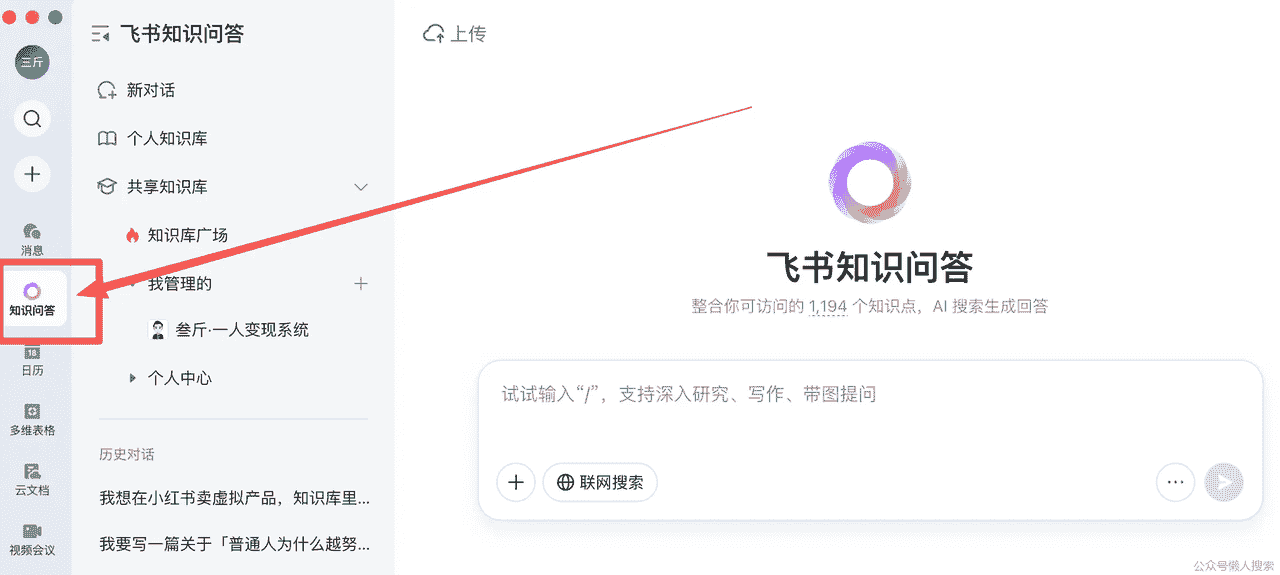 三斤
消息
知识问答
18
日历
多维表格
云文档
视频会议
飞书知识问答
新对话
个人知识库
共享知识库
知识库广场
我管理的
叁斤·一人变现系统
个人中心
历史对话
我想在小红书卖虚拟产品，知识库里...
我要写一篇关于「普通人为什么越努...
上传
飞书知识问答
整合你可访问的 1,194 个知识点，AI 搜索生成回答
试试输入“/”，支持深入研究、写作、带图提问
联网搜索
公众号懒人搜索